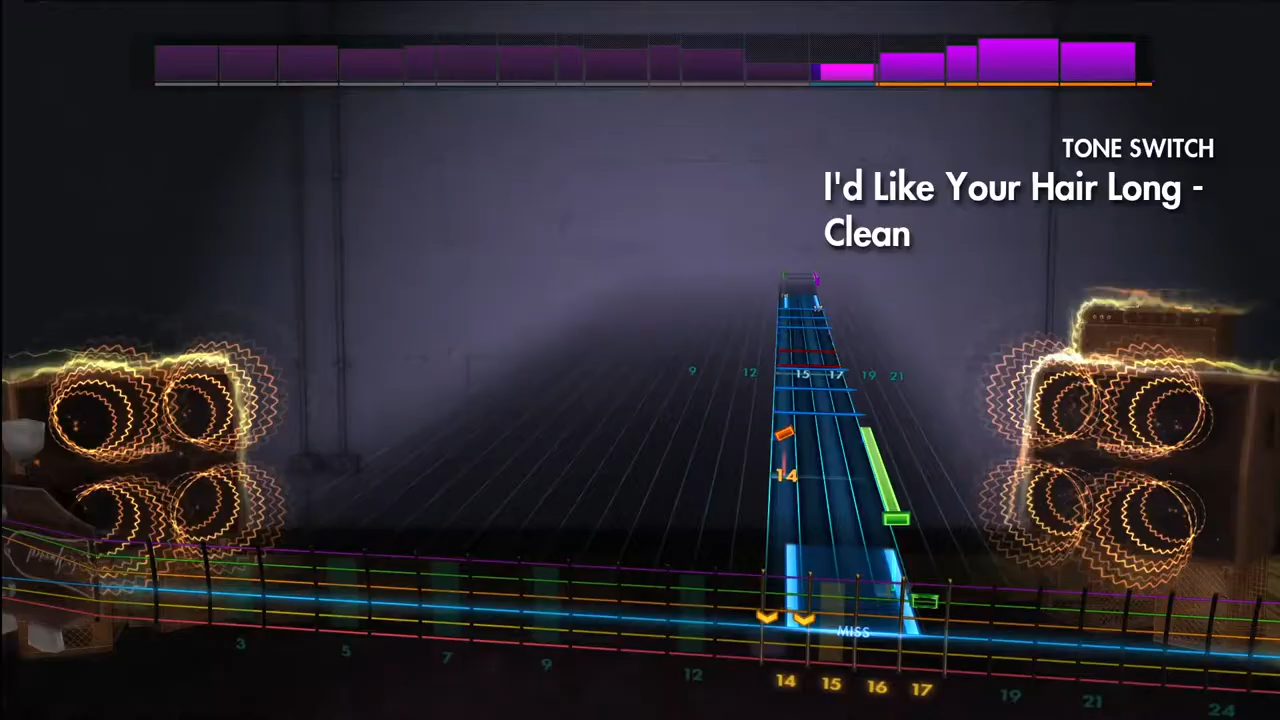 TONE SWITCH
I'd Like Your Hair Long -
Clean
9 12 15 17 19 21
14
MISS
3 5 7 9 12 14 15 16 17 19 21 24